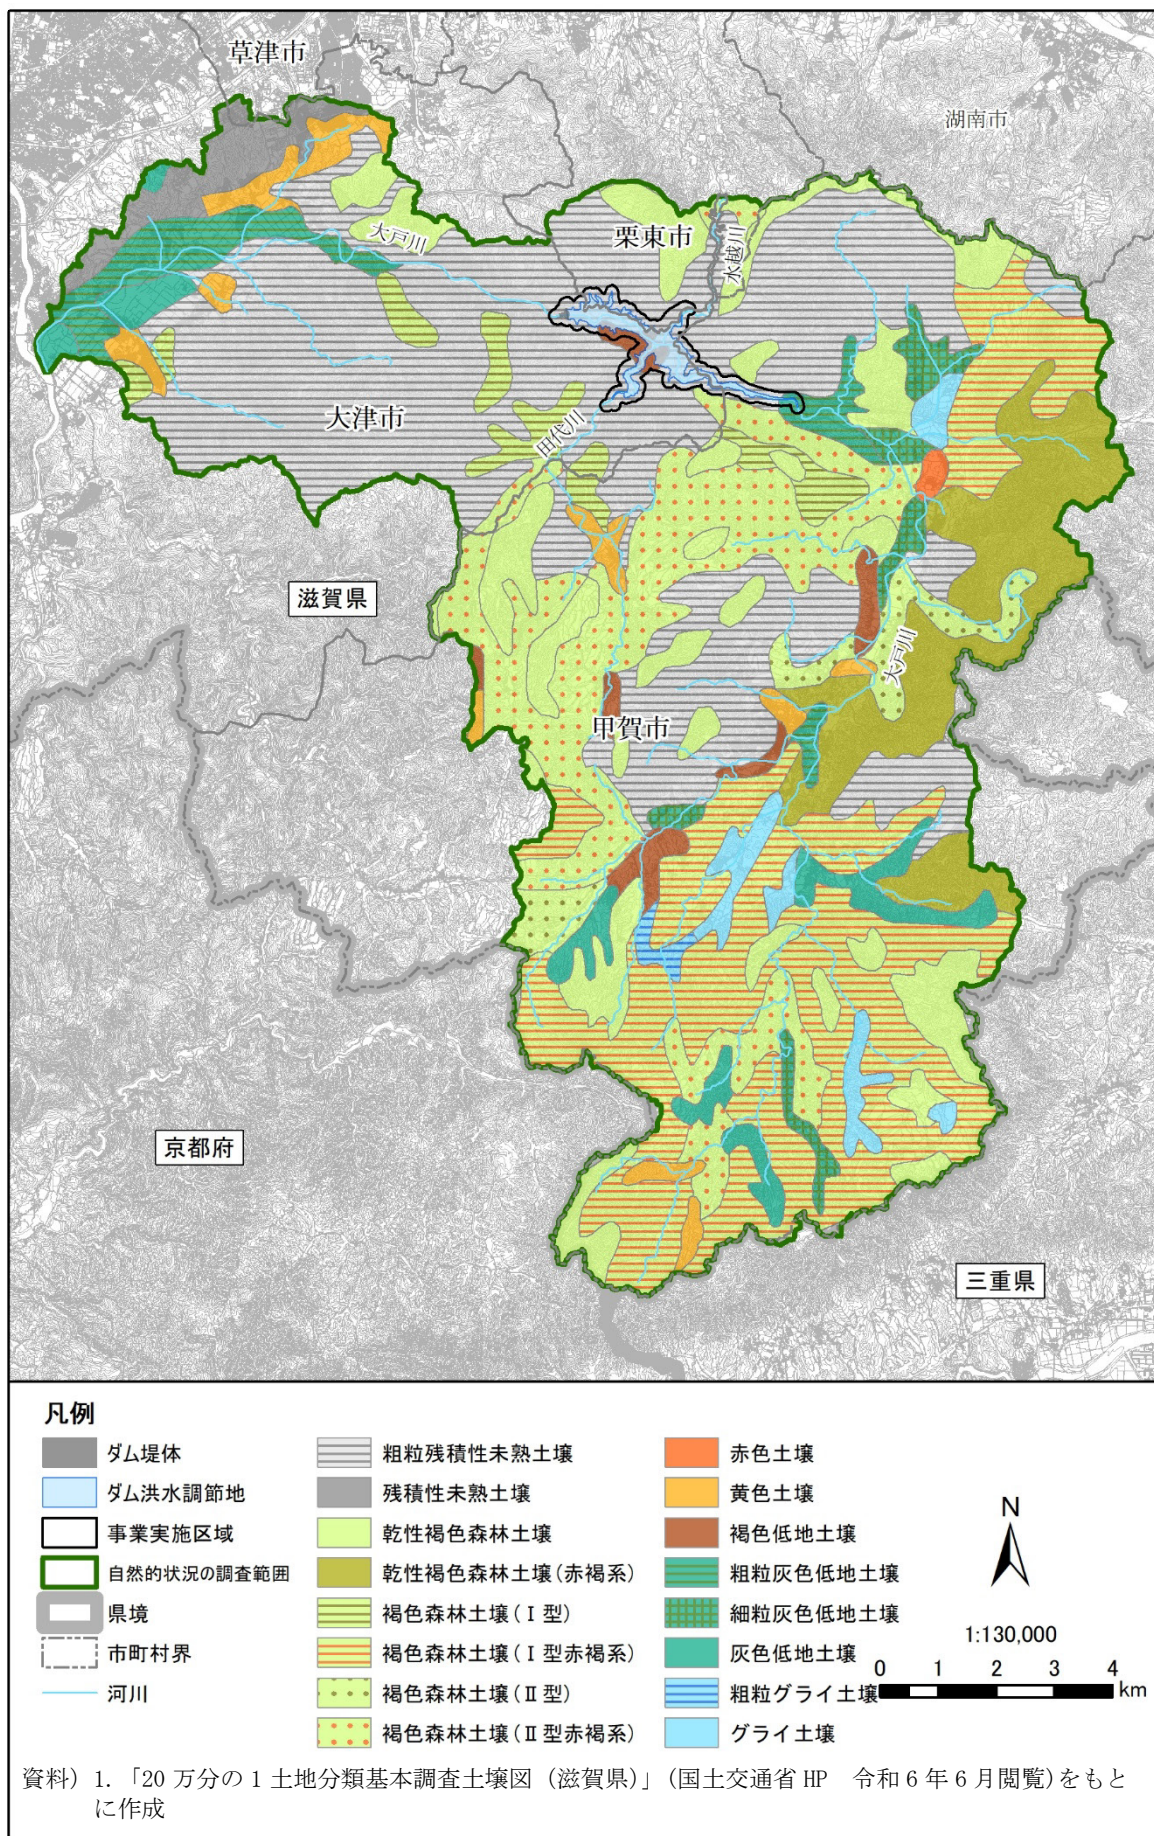 草津市
湖南市
栗東市
水越川
大戸川
大津市
田代川
滋賀県
大戸川
甲賀市
京都府
三重県
凡例
ダム堤体
ダム洪水調節地
事業実施区域
自然的状況の調査範囲
県境
市町村界
河川
粗粒残積性未熟土壌
残積性未熟土壌
乾性褐色森林土壌
乾性褐色森林土壌(赤褐系)
褐色森林土壌(Ⅰ型)
褐色森林土壌(Ⅰ型赤褐系)
褐色森林土壌(Ⅱ型)
褐色森林土壌(Ⅱ型赤褐系)
赤色土壌
黄色土壌
褐色低地土壌
粗粒灰色低地土壌
細粒灰色低地土壌
灰色低地土壌
粗粒グライ土壌
グライ土壌
N
1:130,000
0 1 2 3 4
km
資料）1.「20万分の1土地分類基本調査土壌図（滋賀県）」（国土交通省HP　令和6年6月閲覧）をもと
に作成